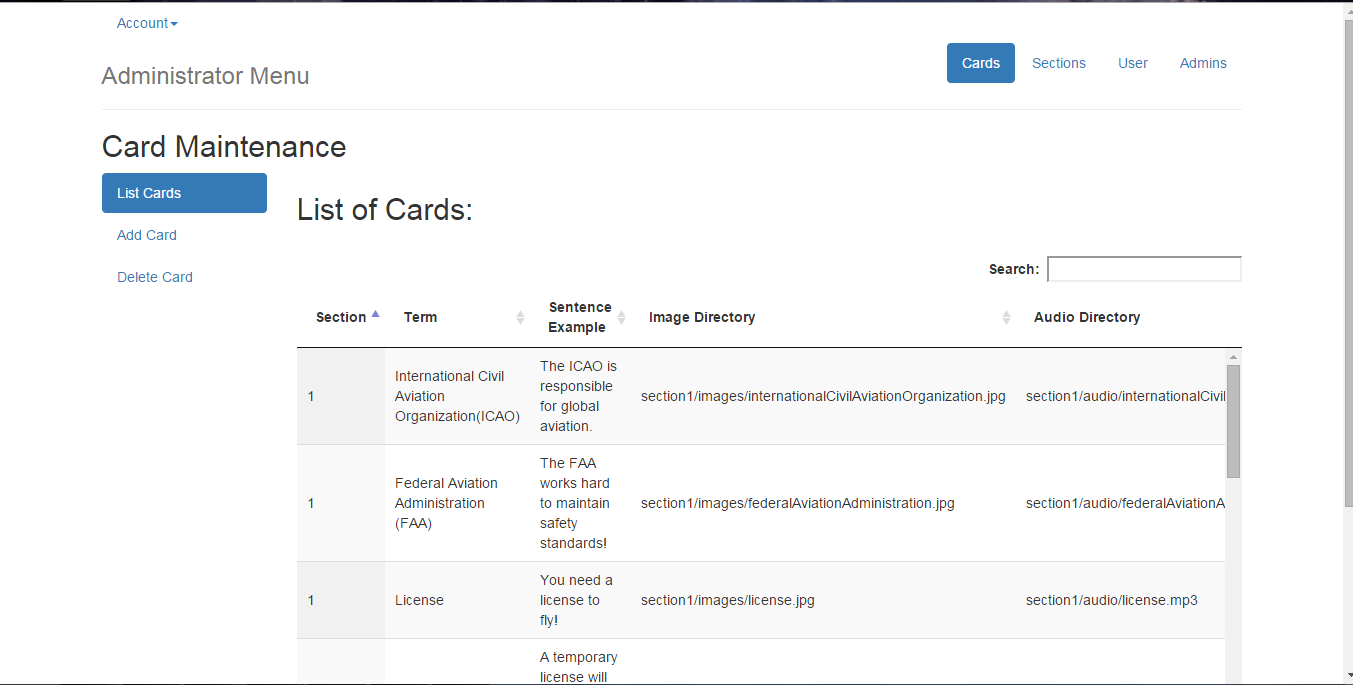 Account
Administrator Menu
Cards Sections User Admins
Card Maintenance
List Cards
Add Card
Delete Card
List of Cards:
Search:
Section Term Sentence Example Image Directory Audio Directory
1
International Civil
Aviation
Organization(ICAO)
The ICAO is
responsible
for global
aviation.
section1/images/internationalCivilAviationOrganization.jpg
section1/audio/internationalCivil
1
Federal Aviation
Administration
(FAA)
The FAA
works hard
to maintain
safety
standards!
section1/images/federalAviationAdministration.jpg
section1/audio/federalAviationA
1
License
You need a
license to
fly!
section1/images/license.jpg
section1/audio/license.mp3
A temporary
license will